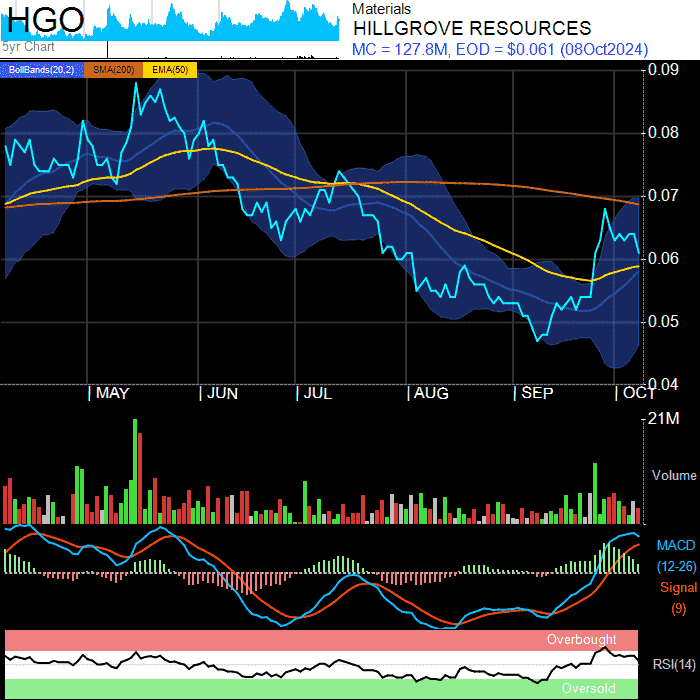 HGO
5yr Chart
Materials
HILLGROVE RESOURCES
MC = 127.8M, EOD = $0.061 (08Oct2024)
BollBands(20,2) SMA(200) EMA(50)
0.09
0.08
0.07
0.06
0.05
0.04
| MAY | JUN | JUL | AUG | SEP | OCT
21M
Volume
MACD
(12-26)
Signal
(9)
Overbought
RSI(14)
Oversold